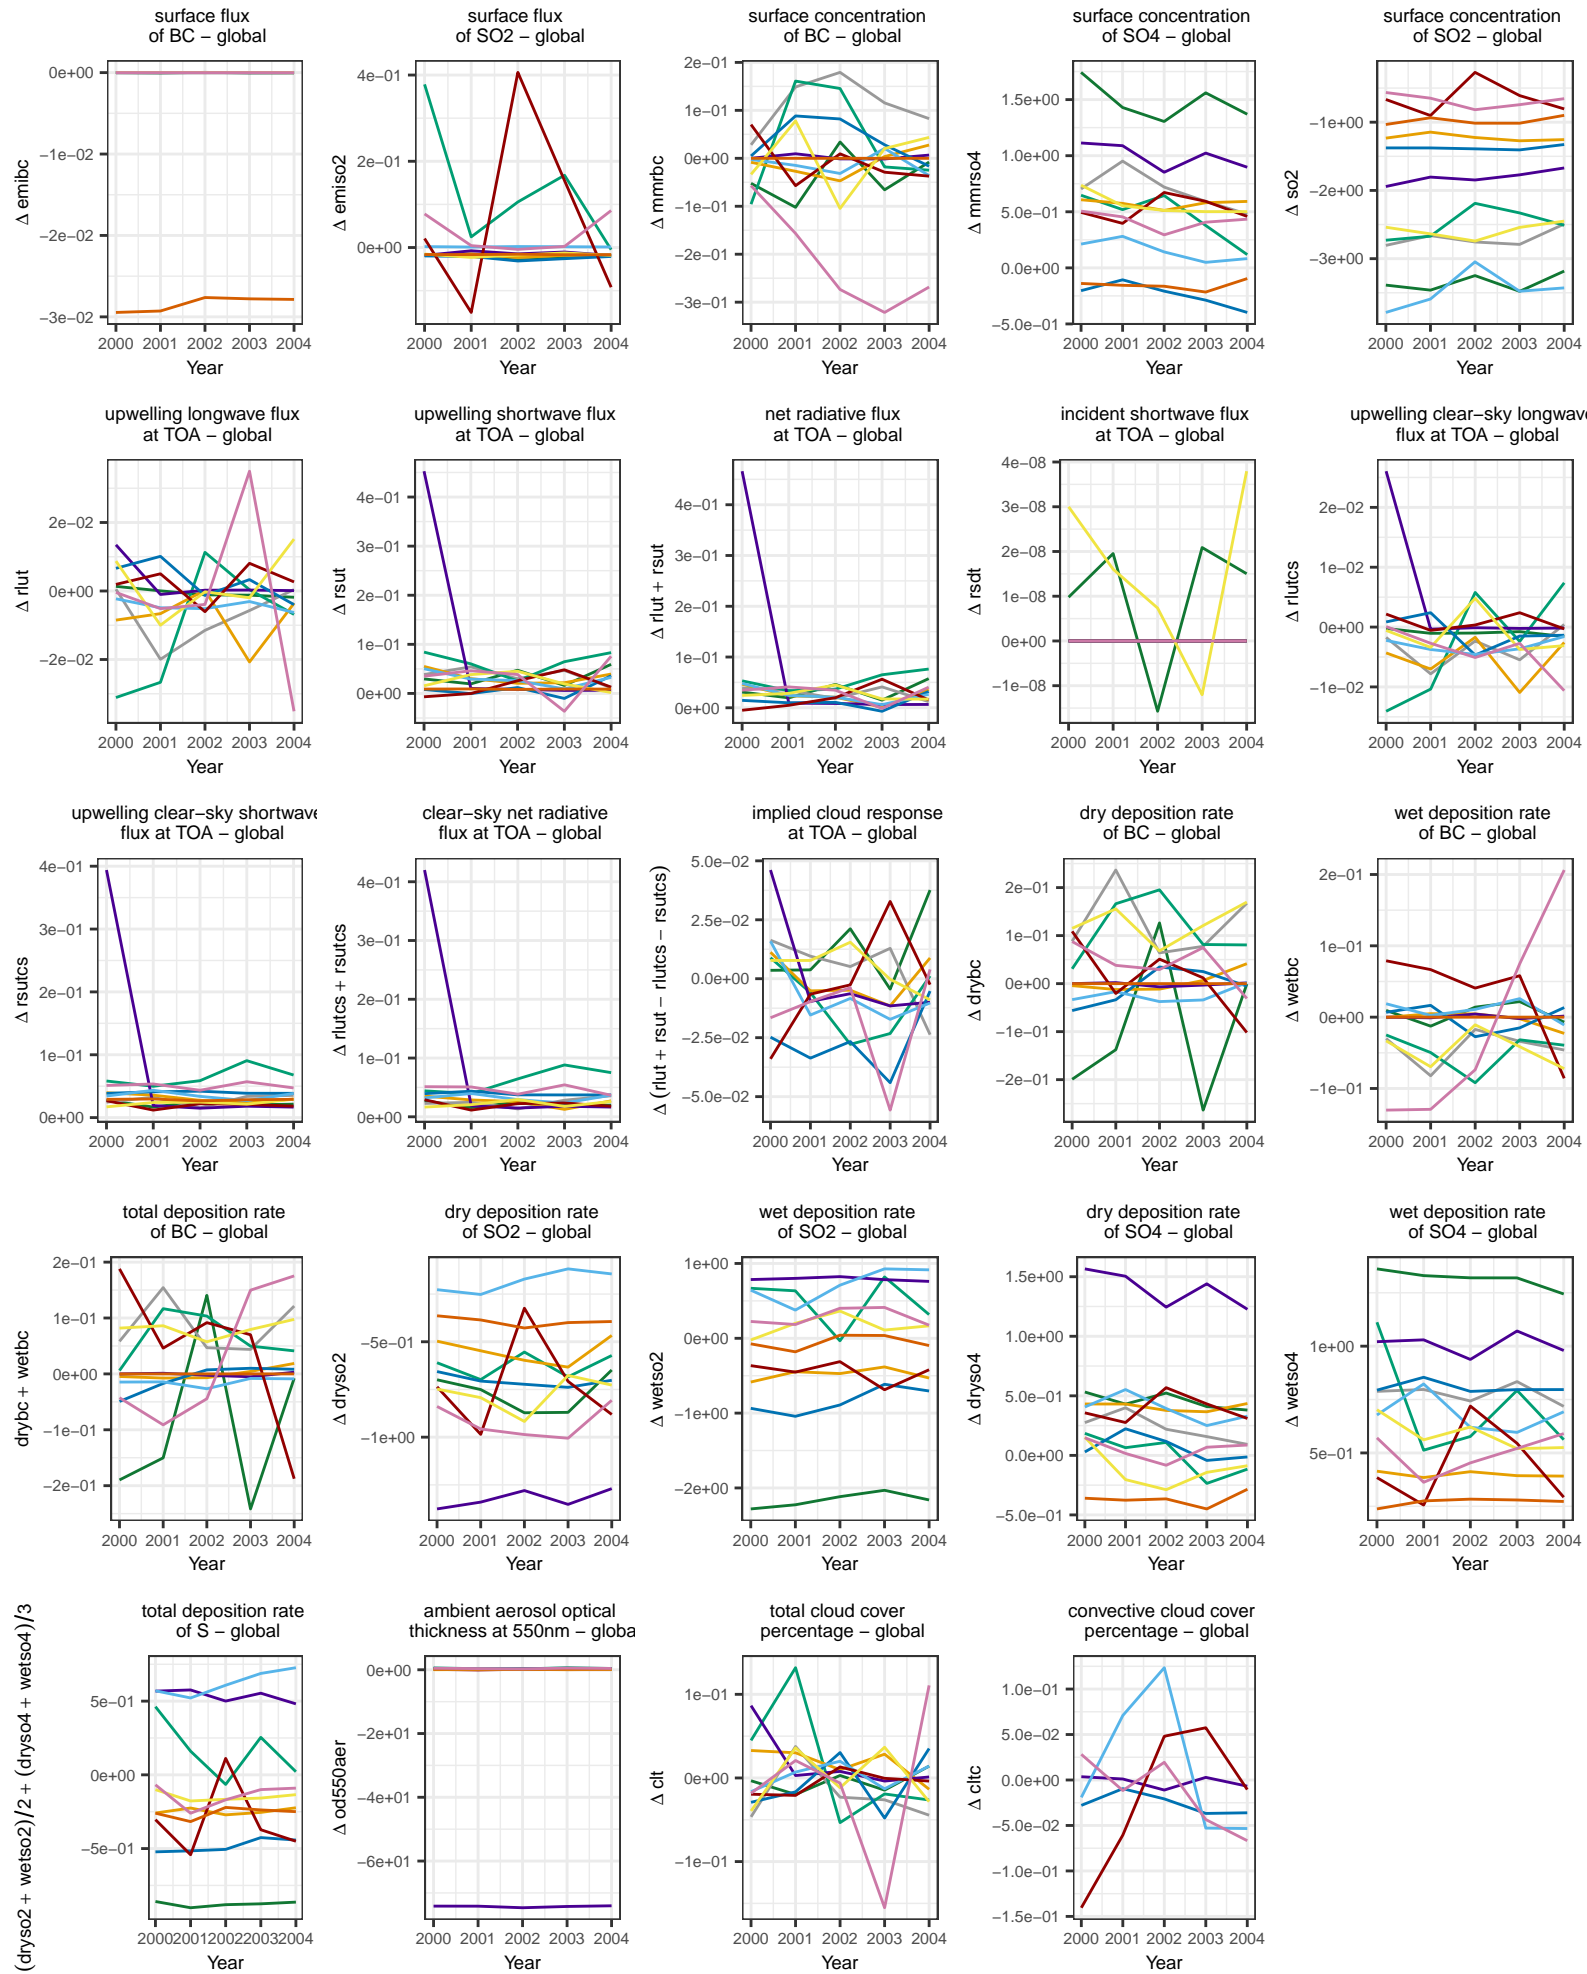 surface flux
of BC – global
surface flux
of SO2 – global
surface concentration
of BC – global
surface concentration
of SO4 – global
surface concentration
of SO2 – global
Δ emibc
0e+00
−1e−02
−2e−02
−3e−02
2000 2001 2002 2003 2004
Year
Δ emiso2
4e−01
2e−01
0e+00
2000 2001 2002 2003 2004
Year
Δ mmrbc
2e−01
1e−01
0e+00
−1e−01
−2e−01
−3e−01
2000 2001 2002 2003 2004
Year
Δ mmrso4
1.5e+00
1.0e+00
5.0e−01
0.0e+00
−5.0e−01
2000 2001 2002 2003 2004
Year
Δ so2
−1e+00
−2e+00
−3e+00
2000 2001 2002 2003 2004
Year
upwelling longwave flux
at TOA – global
upwelling shortwave flux
at TOA – global
net radiative flux
at TOA – global
incident shortwave flux
at TOA – global
upwelling clear−sky longwave
flux at TOA – global
Δ rlut
2e−02
0e+00
−2e−02
2000 2001 2002 2003 2004
Year
Δ rsut
4e−01
3e−01
2e−01
1e−01
0e+00
2000 2001 2002 2003 2004
Year
Δ rlut + rsut
4e−01
3e−01
2e−01
1e−01
0e+00
2000 2001 2002 2003 2004
Year
Δ rsdt
4e−08
3e−08
2e−08
1e−08
0e+00
−1e−08
2000 2001 2002 2003 2004
Year
Δ rlutcs
2e−02
1e−02
0e+00
−1e−02
2000 2001 2002 2003 2004
Year
upwelling clear−sky shortwave
flux at TOA – global
clear−sky net radiative
flux at TOA – global
implied cloud response
at TOA – global
dry deposition rate
of BC – global
wet deposition rate
of BC – global
Δ rsutcs
4e−01
3e−01
2e−01
1e−01
0e+00
2000 2001 2002 2003 2004
Year
Δ rlutcs + rsutcs
4e−01
3e−01
2e−01
1e−01
0e+00
2000 2001 2002 2003 2004
Year
Δ (rlut + rsut − rlutcs − rsutcs)
5.0e−02
2.5e−02
0.0e+00
−2.5e−02
−5.0e−02
2000 2001 2002 2003 2004
Year
Δ drybc
2e−01
1e−01
0e+00
−1e−01
−2e−01
2000 2001 2002 2003 2004
Year
Δ wetbc
2e−01
1e−01
0e+00
−1e−01
2000 2001 2002 2003 2004
Year
total deposition rate
of BC – global
dry deposition rate
of SO2 – global
wet deposition rate
of SO2 – global
dry deposition rate
of SO4 – global
wet deposition rate
of SO4 – global
drybc + wetbc
2e−01
1e−01
0e+00
−1e−01
−2e−01
2000 2001 2002 2003 2004
Year
Δ dryso2
−5e−01
−1e+00
2000 2001 2002 2003 2004
Year
Δ wetso2
1e+00
0e+00
−1e+00
−2e+00
2000 2001 2002 2003 2004
Year
Δ dryso4
1.5e+00
1.0e+00
5.0e−01
0.0e+00
−5.0e−01
2000 2001 2002 2003 2004
Year
Δ wetso4
1e+00
5e−01
2000 2001 2002 2003 2004
Year
total deposition rate
of S – global
ambient aerosol optical
thickness at 550nm – globa
total cloud cover
percentage – global
convective cloud cover
percentage – global
(dryso2 + wetso2)/2 + (dryso4 + wetso4)/3
5e−01
0e+00
−5e−01
2000 2001 2002 2003 2004
Year
Δ od550aer
0e+00
−2e+01
−4e+01
−6e+01
2000 2001 2002 2003 2004
Year
Δ clt
1e−01
0e+00
−1e−01
2000 2001 2002 2003 2004
Year
Δ cltc
1.0e−01
5.0e−02
0.0e+00
−5.0e−02
−1.0e−01
−1.5e−01
2000 2001 2002 2003 2004
Year